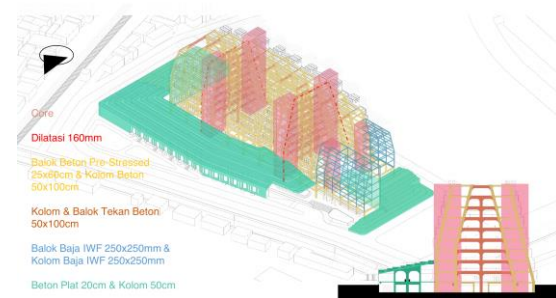 Core
Dilatasi 160mm
Balok Beton Pre-Stressed
25x60cm & Kolom Beton
50x100cm
Kolom & Balok Tekan Beton
50x100cm
Balok Baja IWF 250x250mm &
Kolom Baja IWF 250x250mm
Beton Plat 20cm & Kolom 50cm